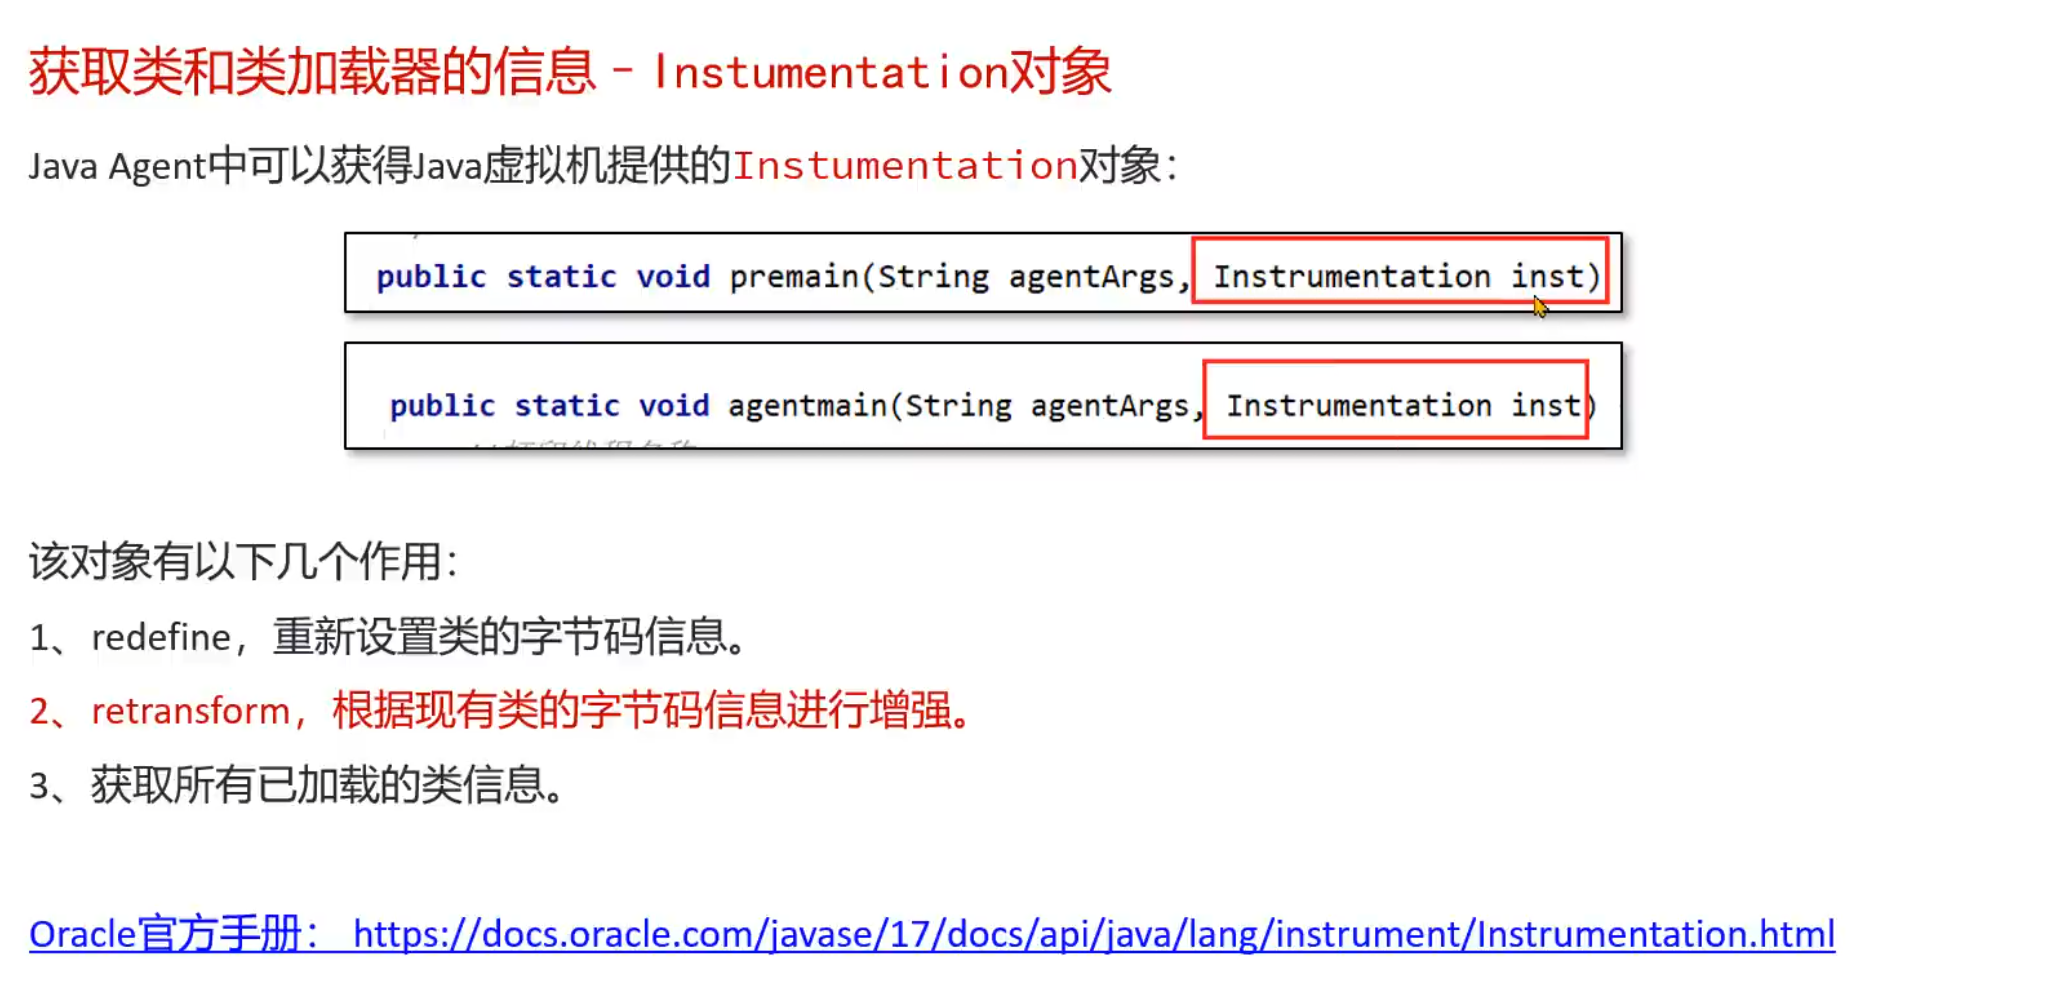 获取类和类加载器的信息 – Instumentation对象
Java Agent中可以获得Java虚拟机提供的Instumentation对象：
public static void premain(String agentArgs, Instrumentation inst)
public static void agentmain(String agentArgs, Instrumentation inst)
该对象有以下几个作用：
1、redefine，重新设置类的字节码信息。
2、retransform，根据现有类的字节码信息进行增强。
3、获取所有已加载的类信息。
Oracle官方手册： https://docs.oracle.com/javase/17/docs/api/java/lang/instrument/Instrumentation.html